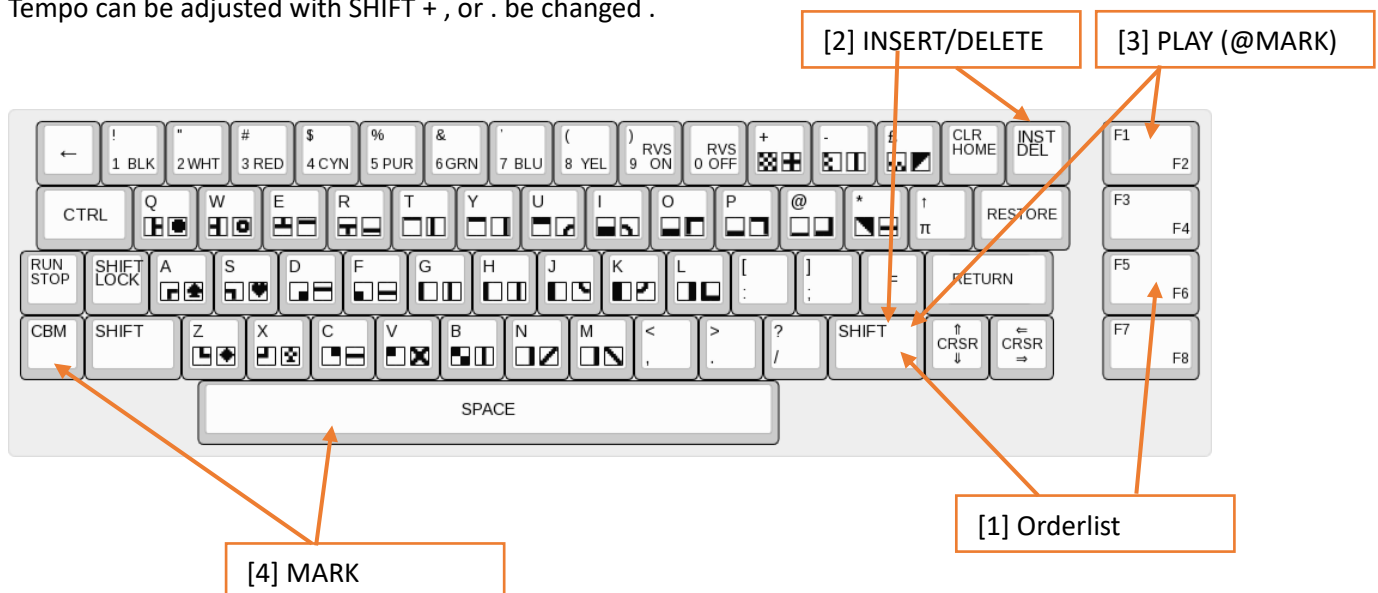 Tempo can be adjusted with SHIFT + , or . be changed .
[2] INSERT/DELETE
[3] PLAY (@MARK)
←
! 1 BLK
" 2 WHT
# 3 RED
$ 4 CYN
% 5 PUR
& 6 GRN
' 7 BLU
( 8 YEL
) 9 RVS ON
0 RVS OFF
+
-
£
CLR HOME
INST DEL
F1 F2
CTRL
Q
W
E
R
T
Y
U
I
O
P
@
*
↑ π
RESTORE
F3 F4
RUN STOP
SHIFT LOCK
A
S
D
F
G
H
J
K
L
[ :
] ;
=
RETURN
F5 F6
CBM
SHIFT
Z
X
C
V
B
N
M
< ,
> .
? /
SHIFT
⇑ CRSR ⇓
⇐ CRSR ⇒
F7 F8
SPACE
[1] Orderlist
[4] MARK